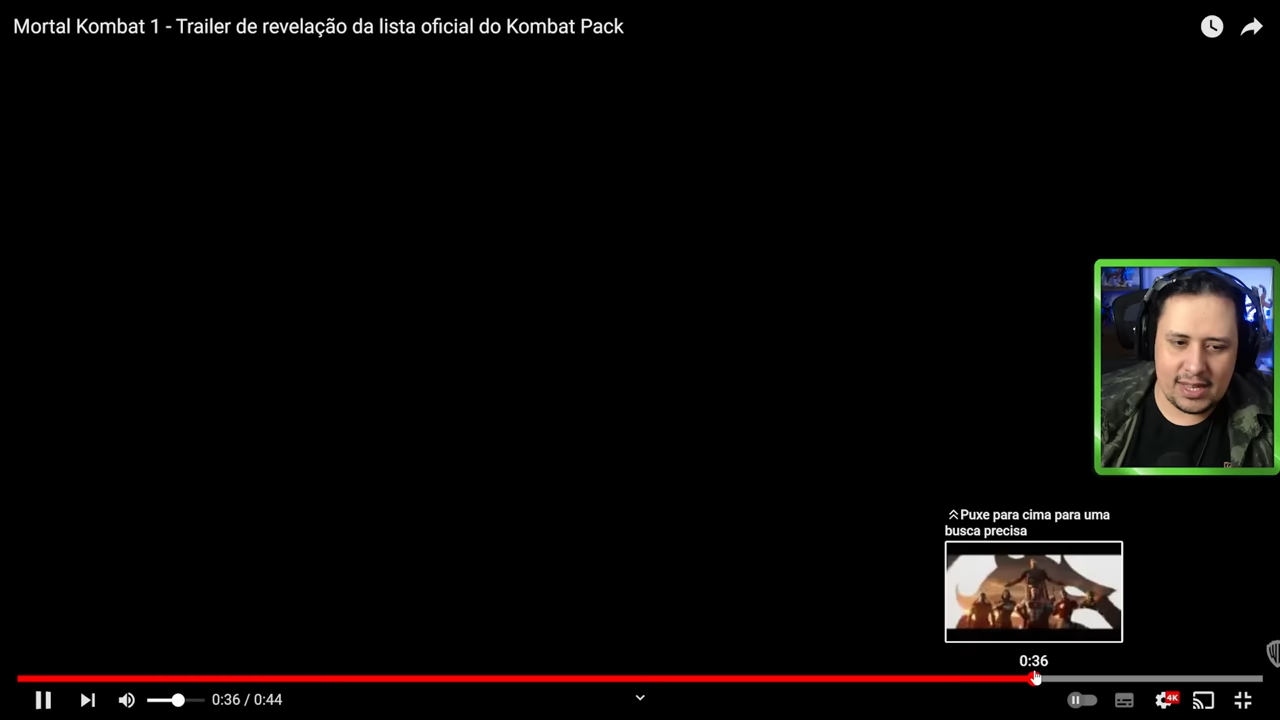 Mortal Kombat 1 - Trailer de revelação da lista oficial do Kombat Pack
Puxe para cima para uma
busca precisa
0:36
0:36 / 0:44
4K